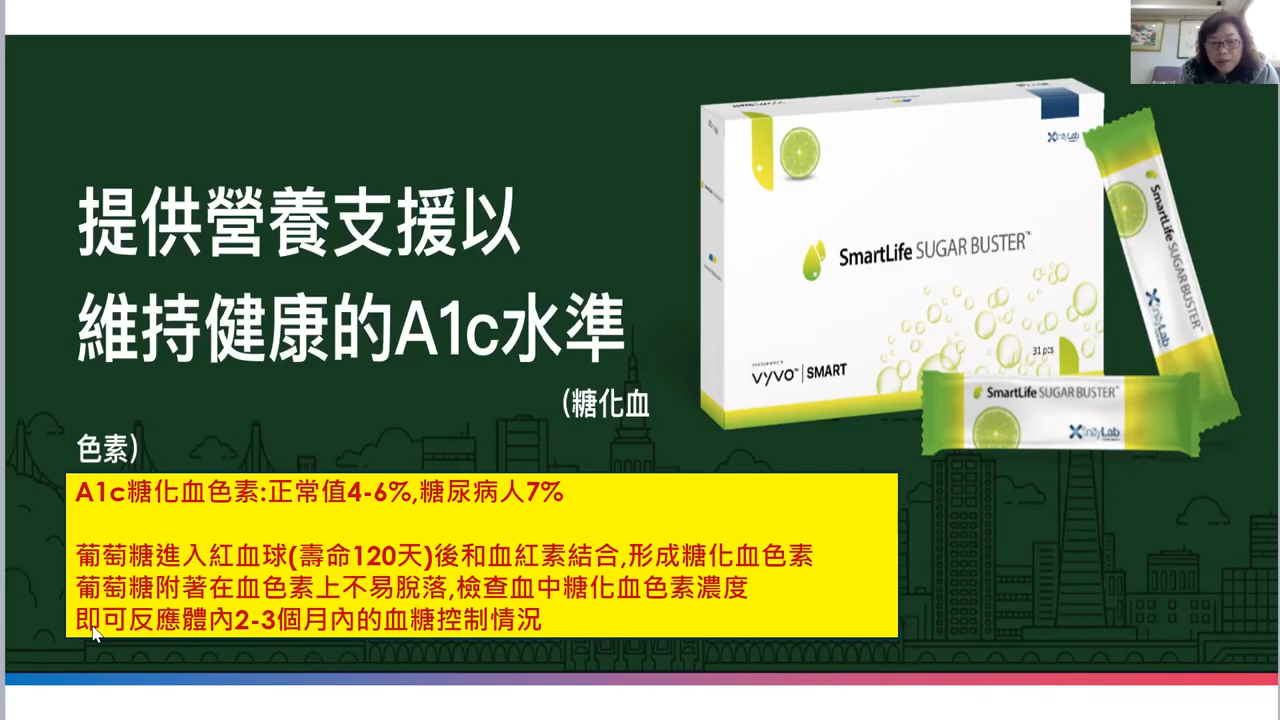 提供營養支援以
維持健康的A1c水準
(糖化血
色素)
A1c糖化血色素:正常值4-6%,糖尿病人7%
葡萄糖進入紅血球(壽命120天)後和血紅素結合,形成糖化血色素
葡萄糖附著在血色素上不易脫落,檢查血中糖化血色素濃度
即可反應體內2-3個月內的血糖控制情況
XfinityLab
SmartLife SUGAR BUSTER™
31 pcs
vyvo™ | SMART
SmartLife SUGAR BUSTER
XfinityLab
SmartLife SUGAR BUSTER™
XfinityLab